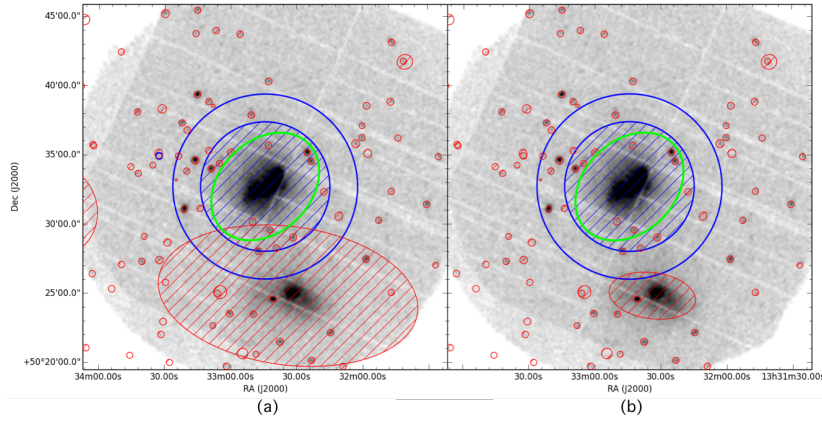 45'00.0"
40'00.0"
35'00.0"
30'00.0"
25'00.0"
+50°20'00.0"
Dec (J2000)
34m00.00s 30.00s 33m00.00s 30.00s 32m00.00s
RA (J2000)
(a)
30.00s 33m00.00s 30.00s 32m00.00s 13h31m30.00s
RA (J2000)
(b)